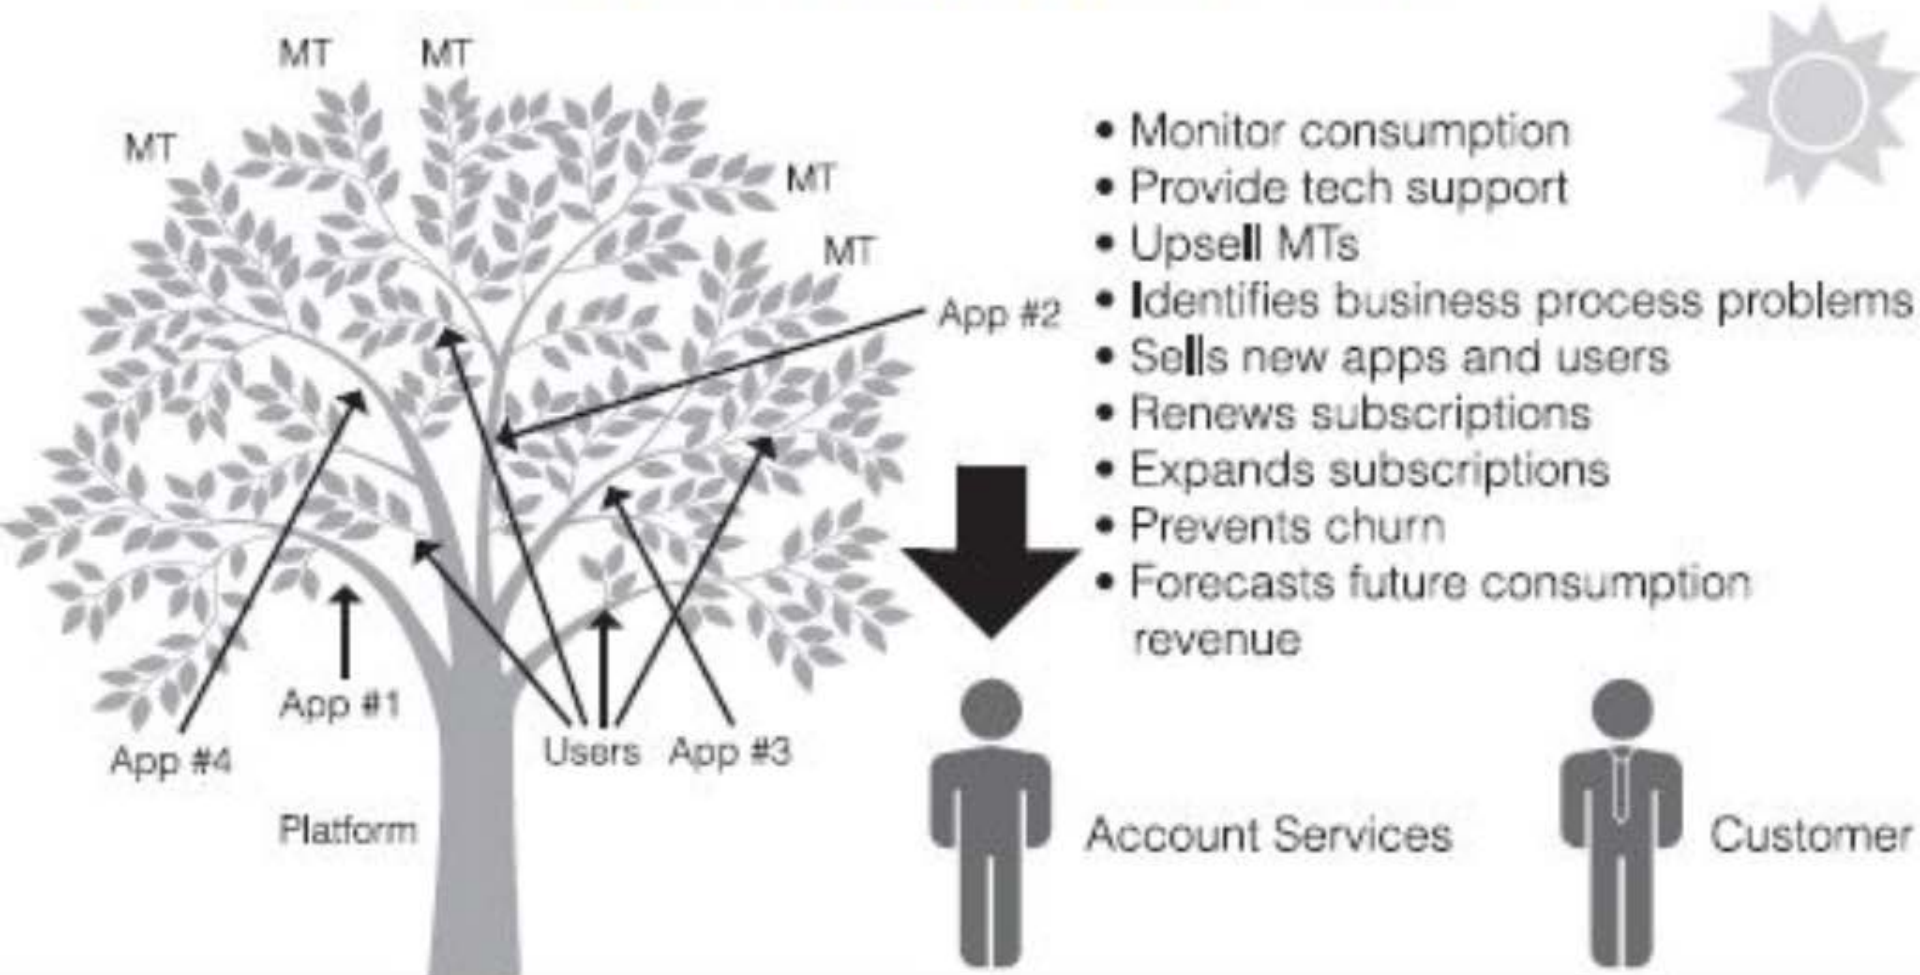 MT
MT
MT
MT
MT
App #2
App #1
App #4
Users
App #3
Platform
• Monitor consumption
• Provide tech support
• Upsell MTs
• Identifies business process problems
• Sells new apps and users
• Renews subscriptions
• Expands subscriptions
• Prevents churn
• Forecasts future consumption
revenue
Account Services
Customer